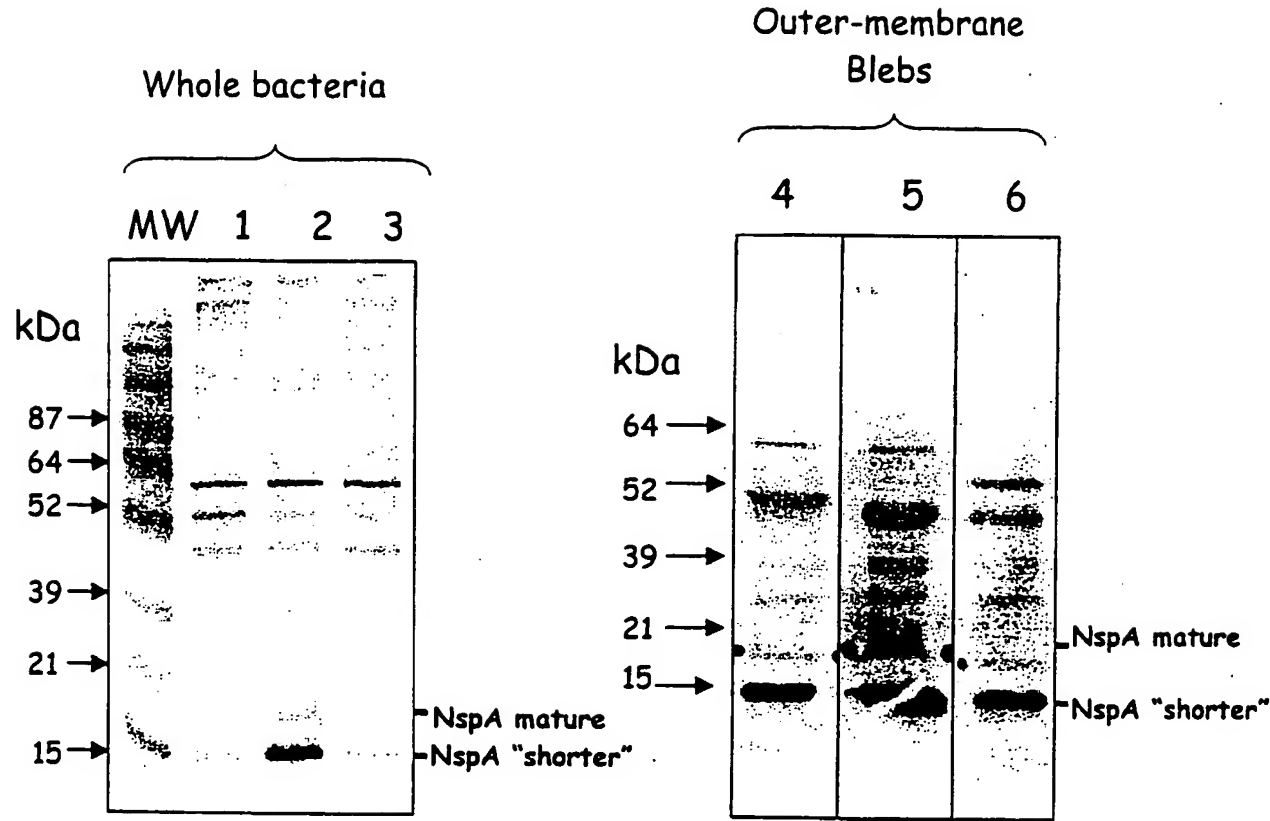 Whole bacteria
MW 1 2 3
kDa
87
64
52
39
21
15
NspA mature
NspA “shorter”
Outer-membrane
Blebs
4 5 6
kDa
64
52
39
21
15
NspA mature
NspA “shorter”